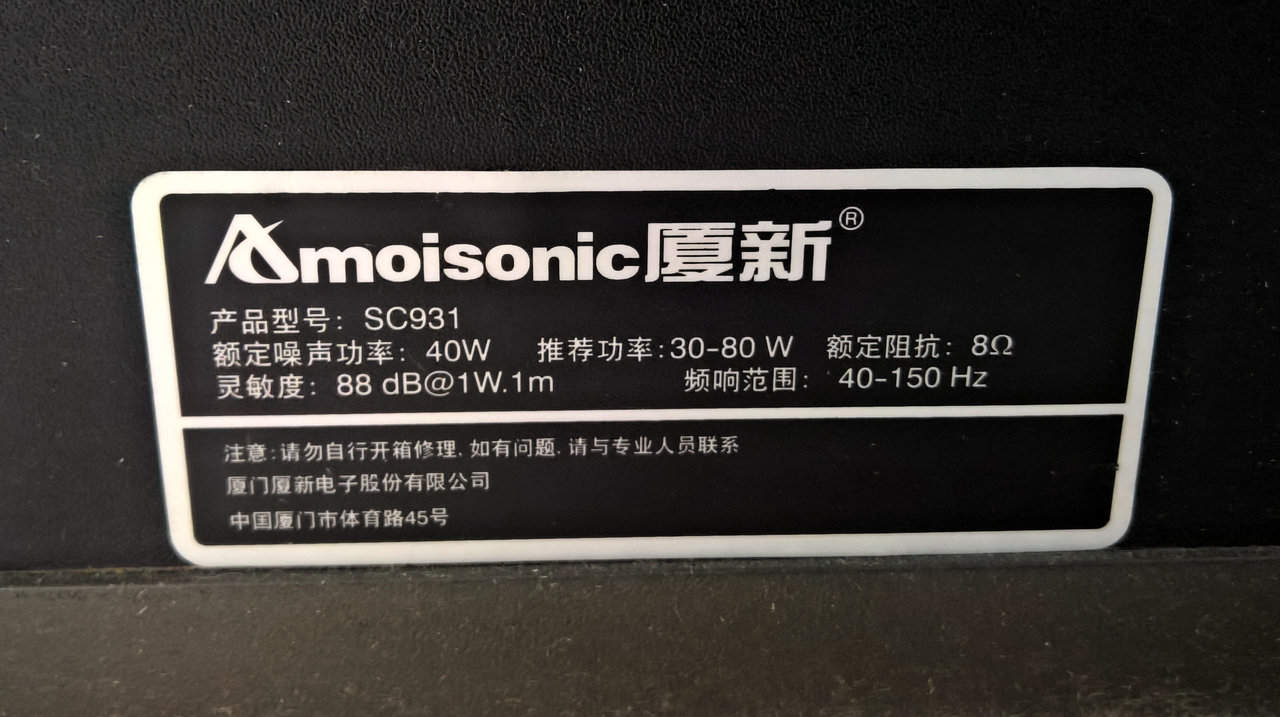 Amoisonic厦新®
产品型号: SC931
额定噪声功率: 40W 推荐功率:30-80 W 额定阻抗: 8Ω
灵敏度: 88 dB@1W.1m 频响范围: 40-150 Hz
注意:请勿自行开箱修理,如有问题,请与专业人员联系
厦门厦新电子股份有限公司
中国厦门市体育路45号